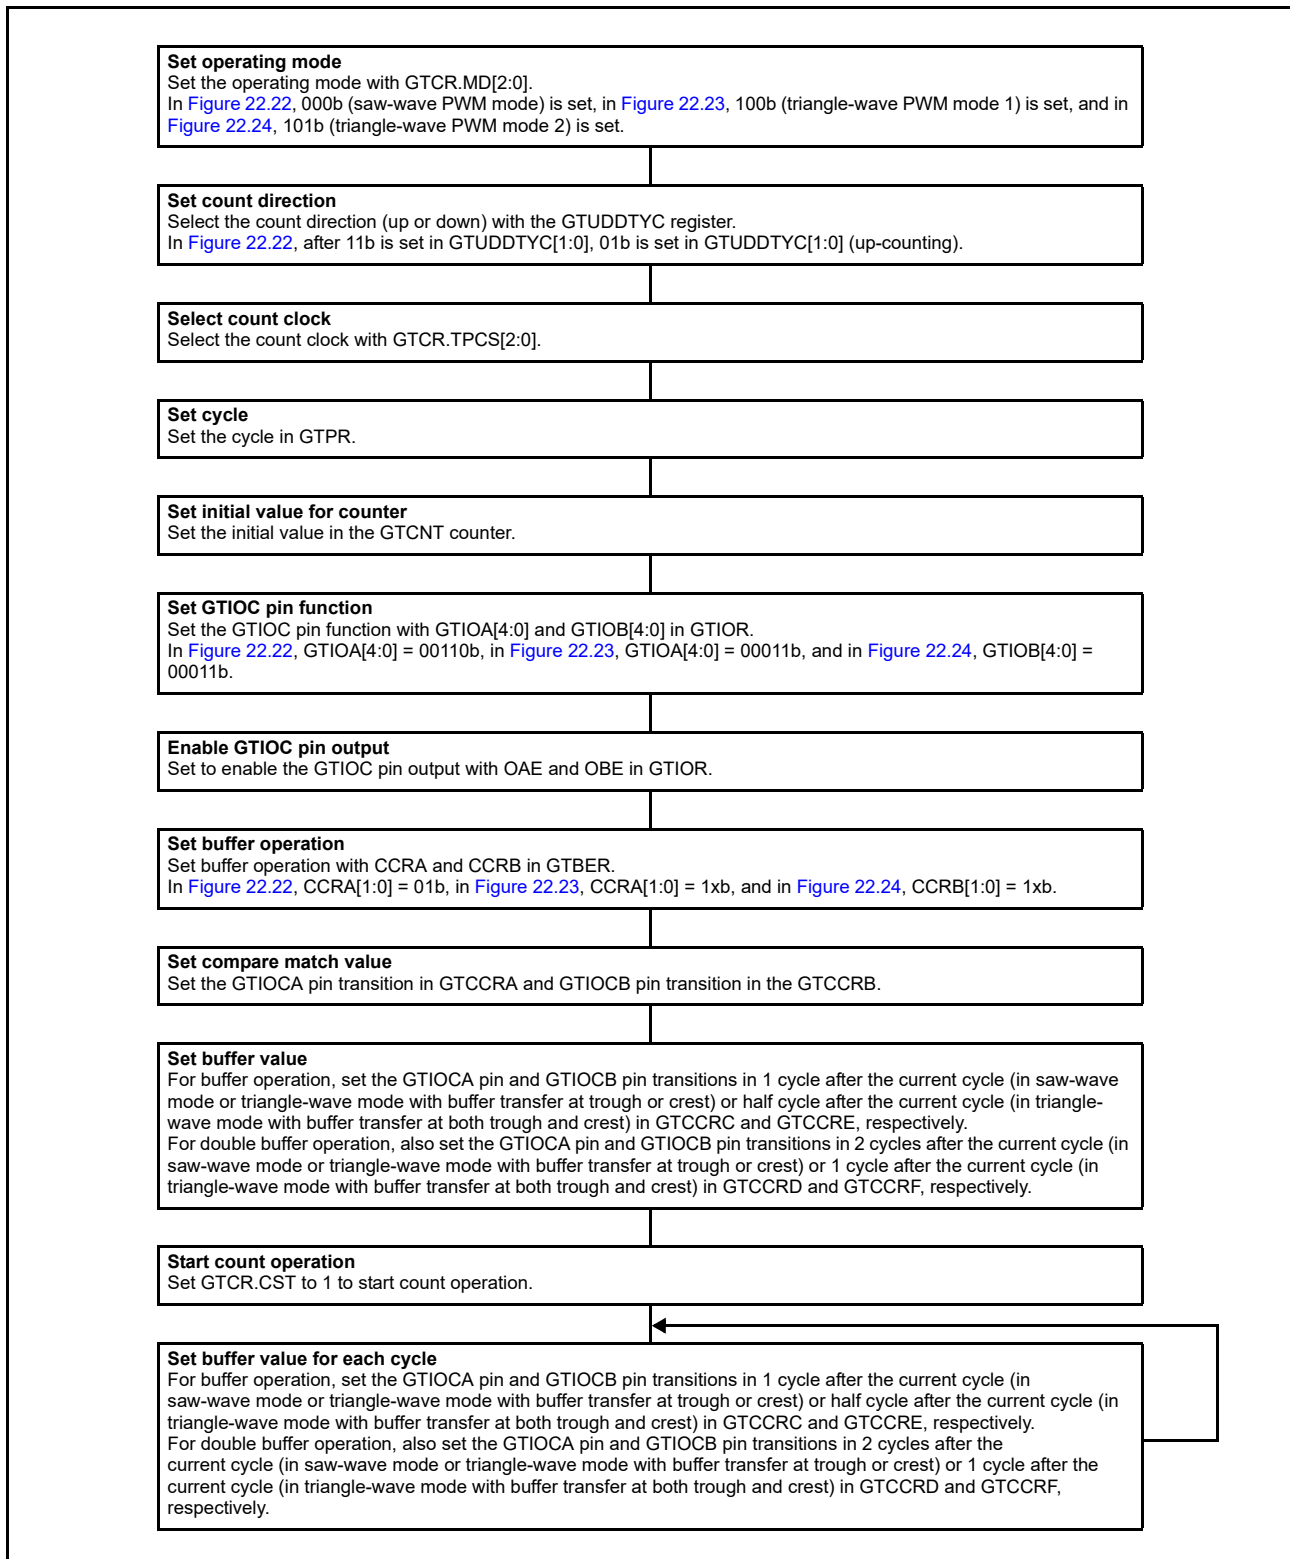 Set operating mode
Set the operating mode with GTCR.MD[2:0].
In Figure 22.22, 000b (saw-wave PWM mode) is set, in Figure 22.23, 100b (triangle-wave PWM mode 1) is set, and in
Figure 22.24, 101b (triangle-wave PWM mode 2) is set.
Set count direction
Select the count direction (up or down) with the GTUDDTYC register.
In Figure 22.22, after 11b is set in GTUDDTYC[1:0], 01b is set in GTUDDTYC[1:0] (up-counting).
Select count clock
Select the count clock with GTCR.TPCS[2:0].
Set cycle
Set the cycle in GTPR.
Set initial value for counter
Set the initial value in the GTCNT counter.
Set GTIOC pin function
Set the GTIOC pin function with GTIOA[4:0] and GTIOB[4:0] in GTIOR.
In Figure 22.22, GTIOA[4:0] = 00110b, in Figure 22.23, GTIOA[4:0] = 00011b, and in Figure 22.24, GTIOB[4:0] =
00011b.
Enable GTIOC pin output
Set to enable the GTIOC pin output with OAE and OBE in GTIOR.
Set buffer operation
Set buffer operation with CCRA and CCRB in GTBER.
In Figure 22.22, CCRA[1:0] = 01b, in Figure 22.23, CCRA[1:0] = 1xb, and in Figure 22.24, CCRB[1:0] = 1xb.
Set compare match value
Set the GTIOCA pin transition in GTCCRA and GTIOCB pin transition in the GTCCRB.
Set buffer value
For buffer operation, set the GTIOCA pin and GTIOCB pin transitions in 1 cycle after the current cycle (in saw-wave
mode or triangle-wave mode with buffer transfer at trough or crest) or half cycle after the current cycle (in triangle-
wave mode with buffer transfer at both trough and crest) in GTCCRC and GTCCRE, respectively.
For double buffer operation, also set the GTIOCA pin and GTIOCB pin transitions in 2 cycles after the current cycle (in
saw-wave mode or triangle-wave mode with buffer transfer at trough or crest) or 1 cycle after the current cycle (in
triangle-wave mode with buffer transfer at both trough and crest) in GTCCRD and GTCCRF, respectively.
Start count operation
Set GTCR.CST to 1 to start count operation.
Set buffer value for each cycle
For buffer operation, set the GTIOCA pin and GTIOCB pin transitions in 1 cycle after the current cycle (in
saw-wave mode or triangle-wave mode with buffer transfer at trough or crest) or half cycle after the current cycle (in
triangle-wave mode with buffer transfer at both trough and crest) in GTCCRC and GTCCRE, respectively.
For double buffer operation, also set the GTIOCA pin and GTIOCB pin transitions in 2 cycles after the
current cycle (in saw-wave mode or triangle-wave mode with buffer transfer at trough or crest) or 1 cycle after the
current cycle (in triangle-wave mode with buffer transfer at both trough and crest) in GTCCRD and GTCCRF,
respectively.